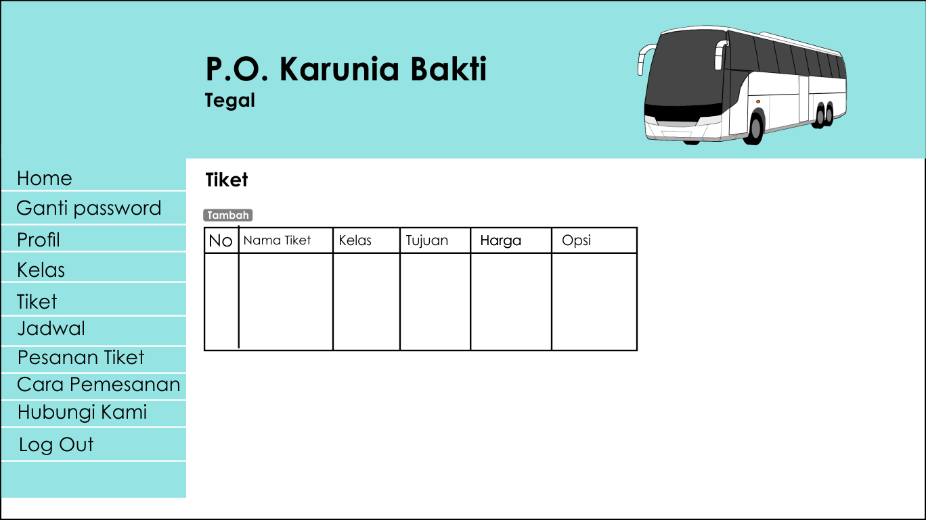 P.O. Karunia Bakti
Tegal
Home
Ganti password
Profil
Kelas
Tiket
Jadwal
Pesanan Tiket
Cara Pemesanan
Hubungi Kami
Log Out
Tiket
Tambah
No Nama Tiket Kelas Tujuan Harga Opsi